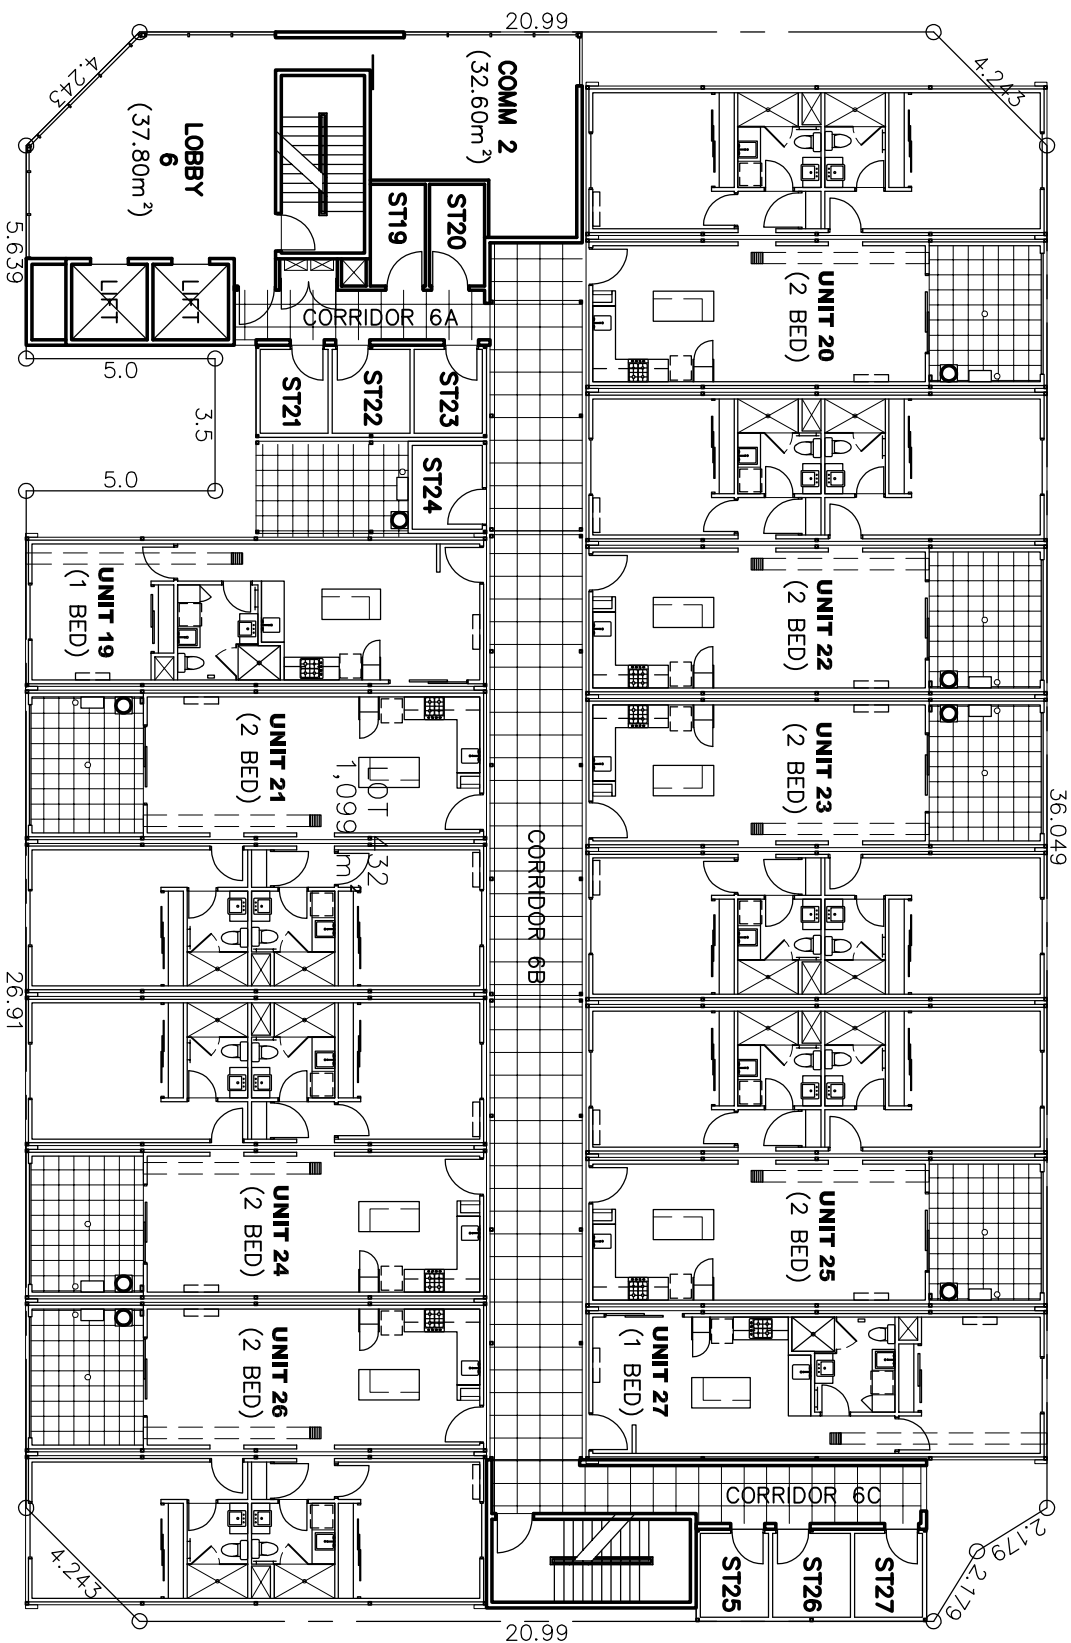 20.99
4.243
4.243
COMM 2
(32.60m²)
LOBBY
6
(37.80m²)
ST19
ST20
5.639
LIFT
LIFT
CORRIDOR 6A
UNIT 20
(2 BED)
5.0
3.5
5.0
ST21
ST22
ST23
ST24
UNIT 19
(1 BED)
UNIT 22
(2 BED)
UNIT 21
(2 BED)
UNIT 23
(2 BED)
LOT 432
1,099 m²
36.049
CORRIDOR 6B
26.91
UNIT 24
(2 BED)
UNIT 25
(2 BED)
UNIT 26
(2 BED)
UNIT 27
(1 BED)
CORRIDOR 6C
ST25
ST26
ST27
2.179
2.179
4.243
20.99